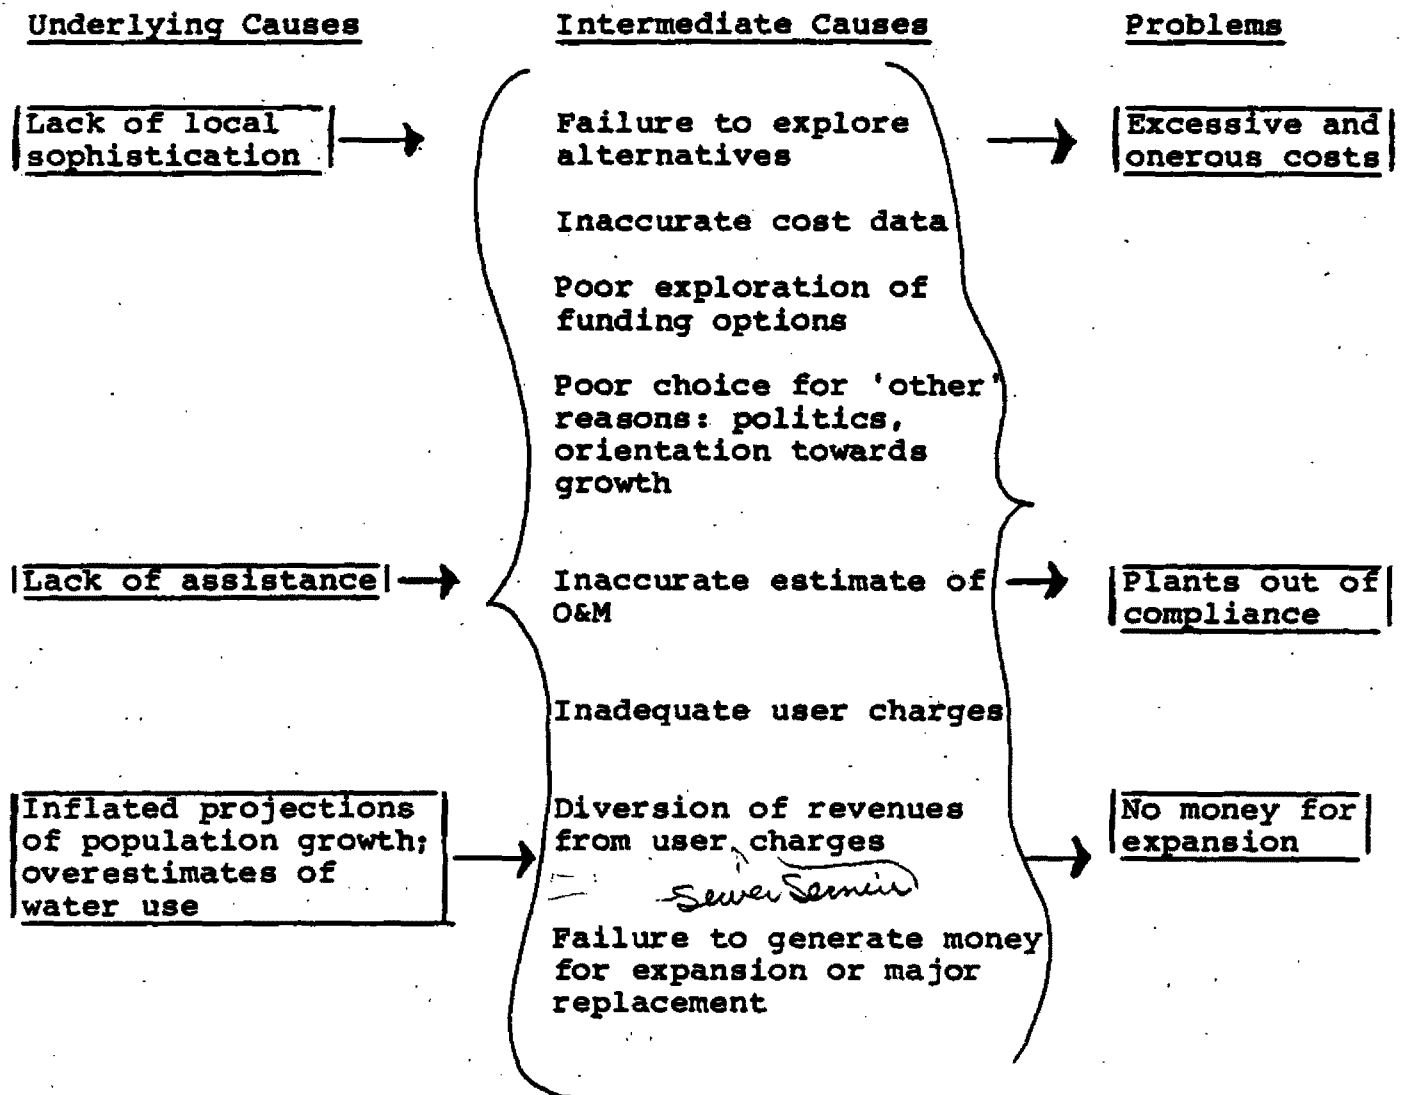 Underlying Causes
Intermediate Causes
Problems
Lack of local
sophistication
Failure to explore
alternatives
Excessive and
onerous costs
Inaccurate cost data
Poor exploration of
funding options
Poor choice for 'other'
reasons: politics,
orientation towards
growth
Lack of assistance
Inaccurate estimate of
O&M
Plants out of
compliance
Inadequate user charges
Inflated projections
of population growth;
overestimates of
water use
Diversion of revenues
from user charges
Sewer
No money for
expansion
Failure to generate money
for expansion or major
replacement